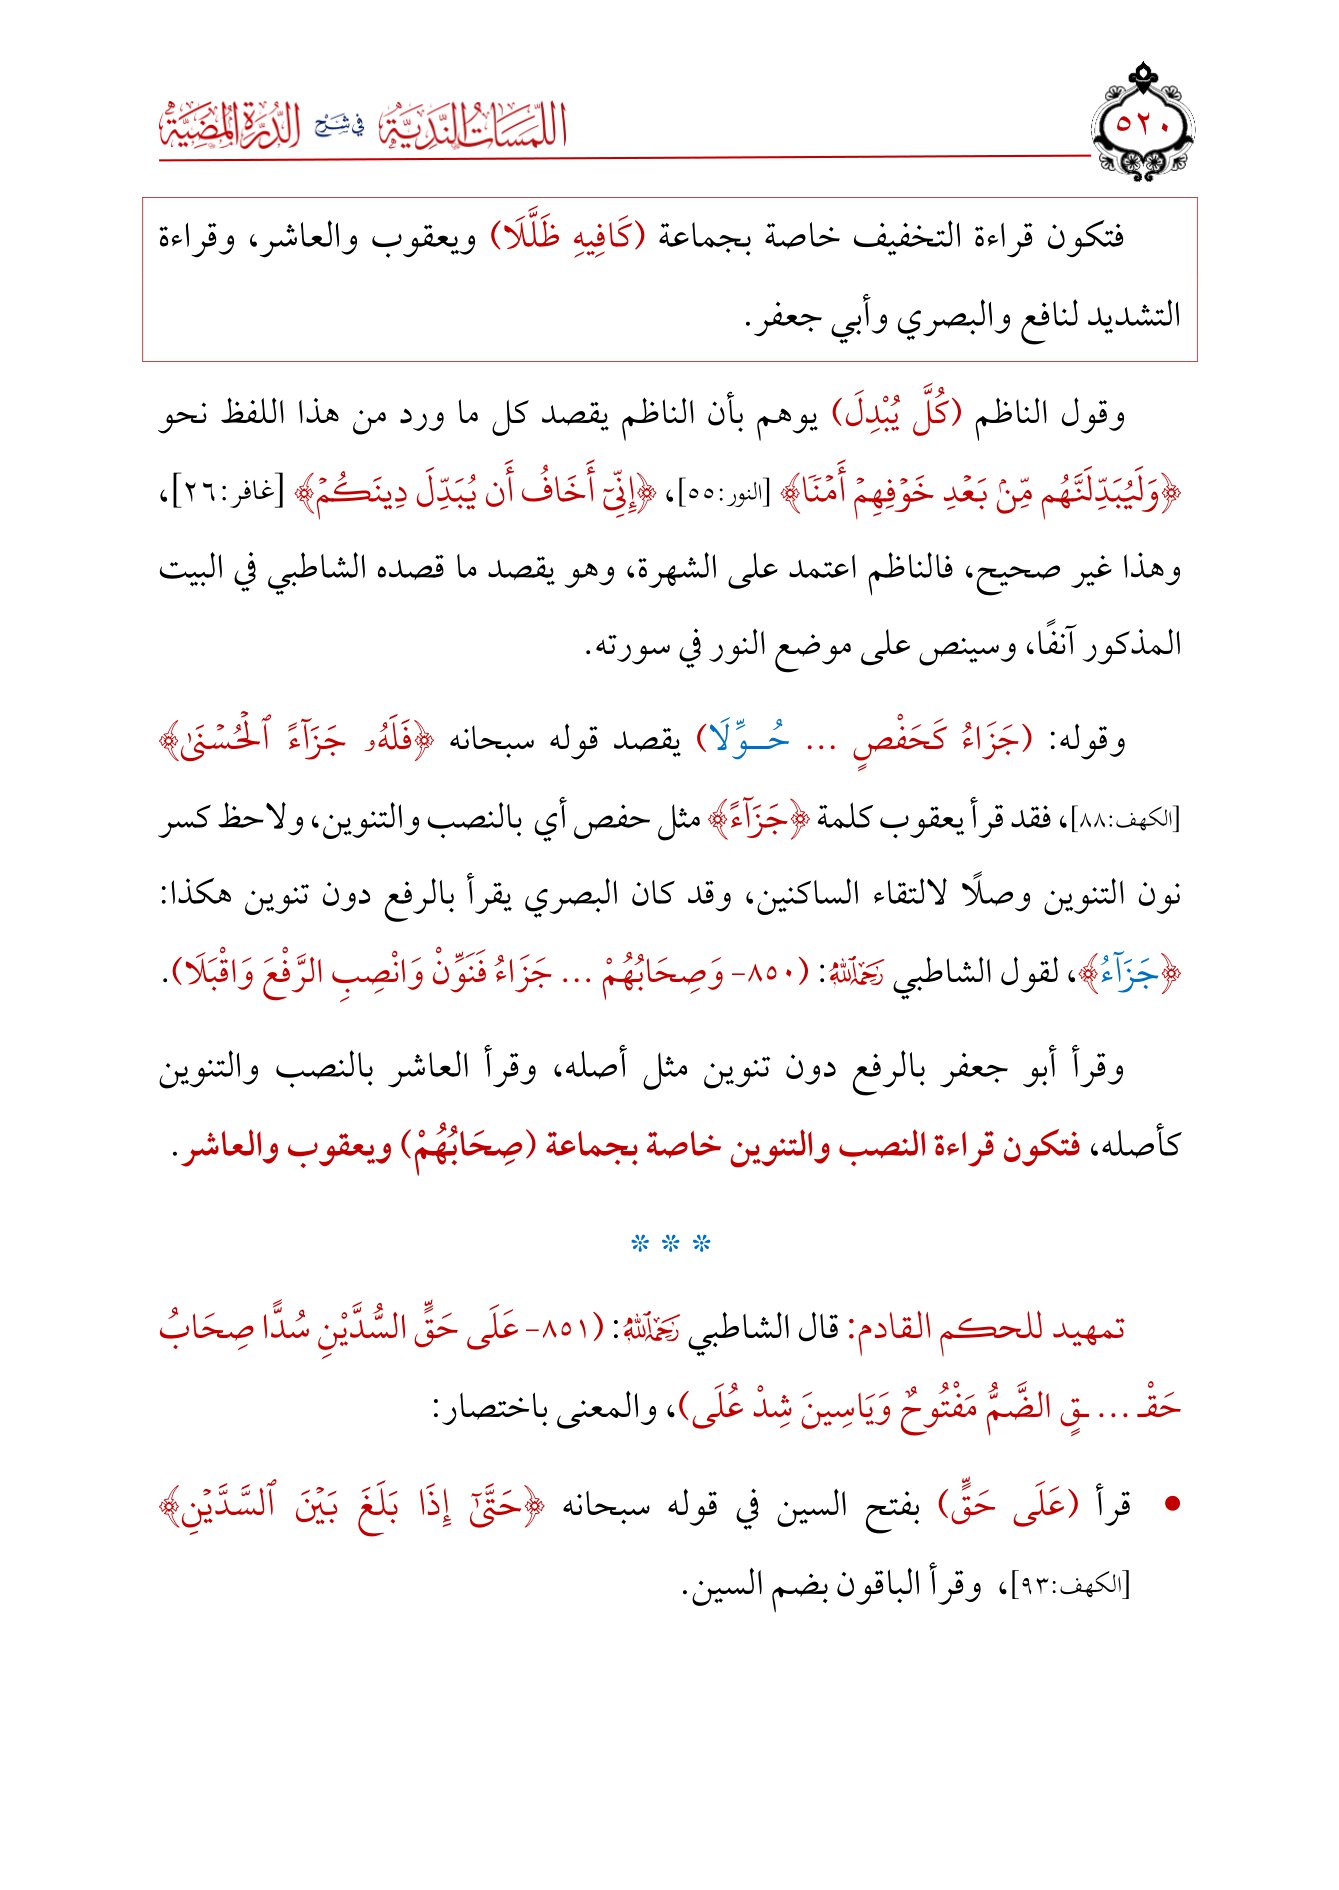 اللمسات الندية في شرح الدرة المضية
٥٢٠
فتكون قراءة التخفيف خاصة بجماعة (كَافِيهِ ظَلَّلَا) ويعقوب والعاشر، وقراءة
التشديد لنافع والبصري وأبي جعفر.
وقول الناظم (كُلَّ يُبْدِلَ) يوهم بأن الناظم يقصد كل ما ورد من هذا اللفظ نحو
﴿وَلَيُبَدِّلَنَّهُم مِّنۢ بَعۡدِ خَوۡفِهِمۡ أَمۡنٗا﴾ [النور:٥٥]، ﴿إِنِّيٓ أَخَافُ أَن يُبَدِّلَ دِينَكُمۡ﴾ [غافر:٢٦]،
وهذا غير صحيح، فالناظم اعتمد على الشهرة، وهو يقصد ما قصده الشاطبي في البيت
المذكور آنفًا، وسينص على موضع النور في سورته.
وقوله: (جَزَاءُ كَحَفْصٍ ... حُـــوِّلَا) يقصد قوله سبحانه ﴿فَلَهُۥ جَزَآءً ٱلۡحُسۡنَىٰ﴾
[الكهف:٨٨]، فقد قرأ يعقوب كلمة ﴿جَزَآءً﴾ مثل حفص أي بالنصب والتنوين، ولاحظ كسر
نون التنوين وصلًا لالتقاء الساكنين، وقد كان البصري يقرأ بالرفع دون تنوين هكذا:
﴿جَزَآءُ﴾، لقول الشاطبي رَحِمَهُ ٱللَّهُ: (٨٥٠- وَصِحَابُهُمْ ... جَزَاءُ فَنَوِّنْ وَانْصِبِ الرَّفْعَ وَاقْبَلَا).
وقرأ أبو جعفر بالرفع دون تنوين مثل أصله، وقرأ العاشر بالنصب والتنوين
كأصله، فتكون قراءة النصب والتنوين خاصة بجماعة (صِحَابُهُمْ) ويعقوب والعاشر.
* * *
تمهيد للحكم القادم: قال الشاطبي رَحِمَهُ ٱللَّهُ: (٨٥١- عَلَى حَقٍّ السُّدَّيْنِ سُدًّا صِحَابُ
حَقْـ ... ـقٍ الضَّمُّ مَفْتُوحٌ وَيَاسِينَ شِدْ عُلَى)، والمعنى باختصار:
• قرأ (عَلَى حَقٍّ) بفتح السين في قوله سبحانه ﴿حَتَّىٰٓ إِذَا بَلَغَ بَيۡنَ ٱلسَّدَّيۡنِ﴾
[الكهف:٩٣]، وقرأ الباقون بضم السين.